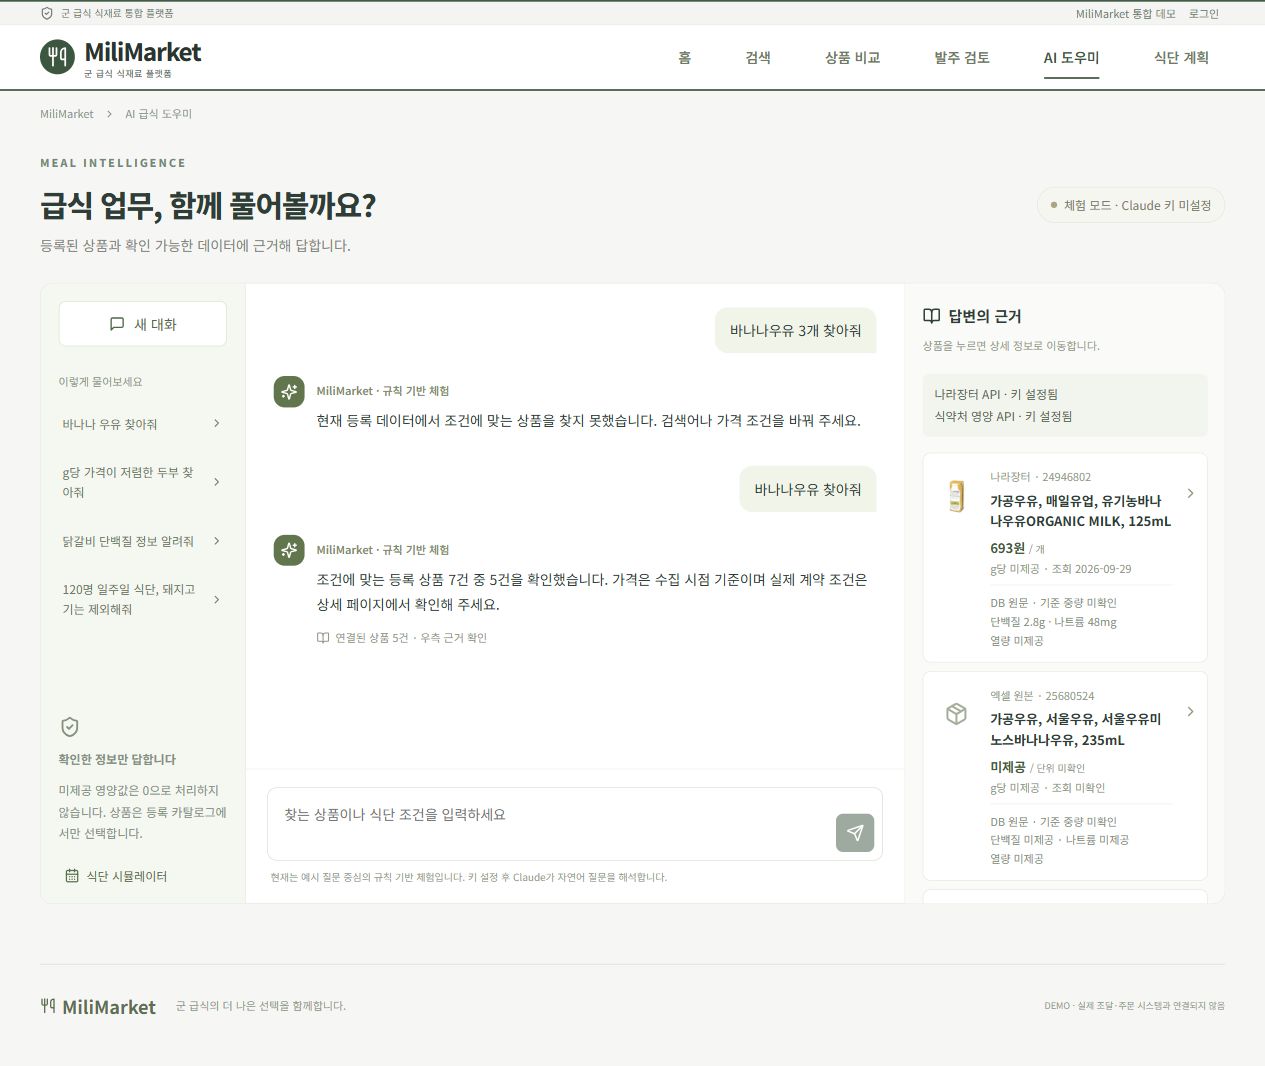 군 급식 식재료 통합 플랫폼
MiliMarket 통합 데모 로그인
MiliMarket
군 급식 식재료 플랫폼
홈 검색 상품 비교 발주 검토 AI 도우미 식단 계획
MiliMarket > AI 급식 도우미
MEAL INTELLIGENCE
급식 업무, 함께 풀어볼까요?
등록된 상품과 확인 가능한 데이터에 근거해 답합니다.
체험 모드 · Claude 키 미설정
새 대화
이렇게 물어보세요
바나나 우유 찾아줘
g당 가격이 저렴한 두부 찾
아줘
닭갈비 단백질 정보 알려줘
120명 일주일 식단, 돼지고
기는 제외해줘
확인한 정보만 답합니다
미제공 영양값은 0으로 처리하지
않습니다. 상품은 등록 카탈로그에
서만 선택합니다.
식단 시뮬레이터
바나나우유 3개 찾아줘
MiliMarket · 규칙 기반 체험
현재 등록 데이터에서 조건에 맞는 상품을 찾지 못했습니다. 검색어나 가격 조건을 바꿔 주세요.
바나나우유 찾아줘
MiliMarket · 규칙 기반 체험
조건에 맞는 등록 상품 7건 중 5건을 확인했습니다. 가격은 수집 시점 기준이며 실제 계약 조건은
상세 페이지에서 확인해 주세요.
연결된 상품 5건 · 우측 근거 확인
찾는 상품이나 식단 조건을 입력하세요
현재는 예시 질문 중심의 규칙 기반 체험입니다. 키 설정 후 Claude가 자연어 질문을 해석합니다.
답변의 근거
상품을 누르면 상세 정보로 이동합니다.
나라장터 API · 키 설정됨
식약처 영양 API · 키 설정됨
나라장터 · 24946802
가공우유, 매일유업, 유기농바나
나우유ORGANIC MILK, 125mL
693원 / 개
g당 미제공 · 조회 2026-09-29
DB 원문 · 기준 중량 미확인
단백질 2.8g · 나트륨 48mg
열량 미제공
엑셀 원본 · 25680524
가공우유, 서울우유, 서울우유미
노스바나나우유, 235mL
미제공 / 단위 미확인
g당 미제공 · 조회 미확인
DB 원문 · 기준 중량 미확인
단백질 미제공 · 나트륨 미제공
열량 미제공
MiliMarket 군 급식의 더 나은 선택을 함께합니다.
DEMO · 실제 조달·주문 시스템과 연결되지 않음